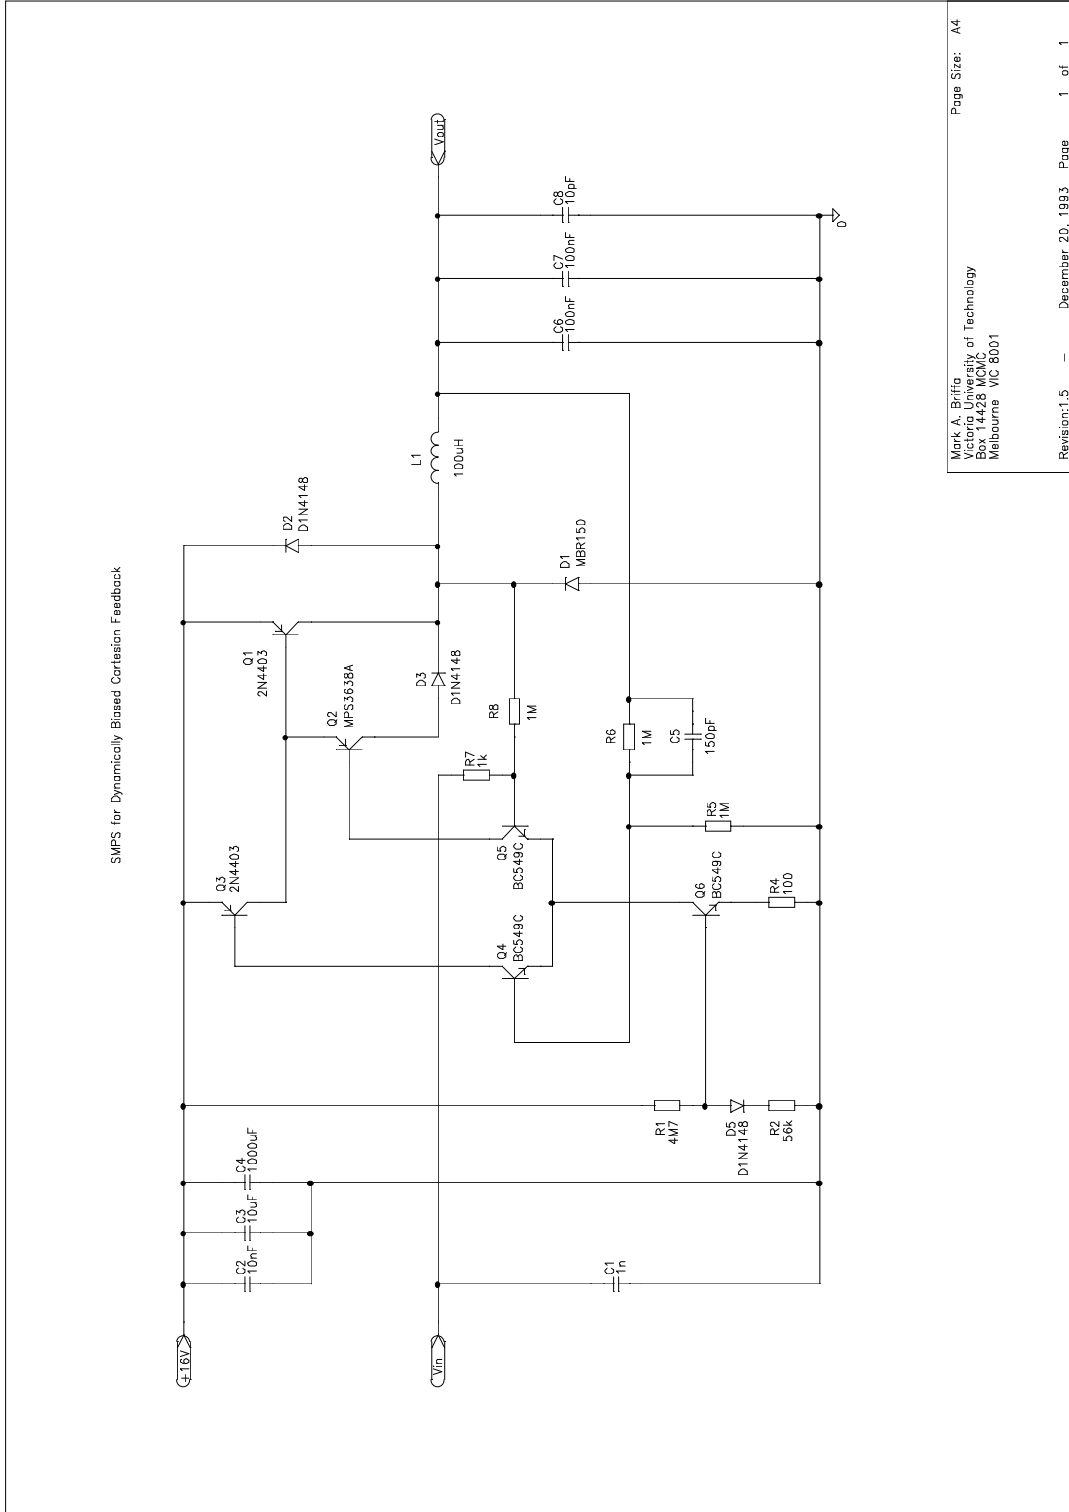 SMPS for Dynamically Biased Cartesian Feedback
+16V
C2
10nF
C3
10uF
C4
1000uF
Q3
2N4403
Q1
2N4403
D2
D1N4148
Q2
MPS3638A
D3
D1N4148
L1
100uH
Vout
Vin
R7
1k
R8
1M
D1
MBR150
Q4
BC549C
Q5
BC549C
R6
1M
C5
150pF
C6
100nF
C7
100nF
C8
10pF
C1
1n
R1
4M7
D5
D1N4148
R2
56k
Q6
BC549C
R4
100
R5
1M
D
Mark A. Briffa
Victoria University of Technology
Box 14428 MCMC
Melbourne VIC 8001
Page Size: A4
Revision:1.5 - December 20, 1993 Page 1 of 1